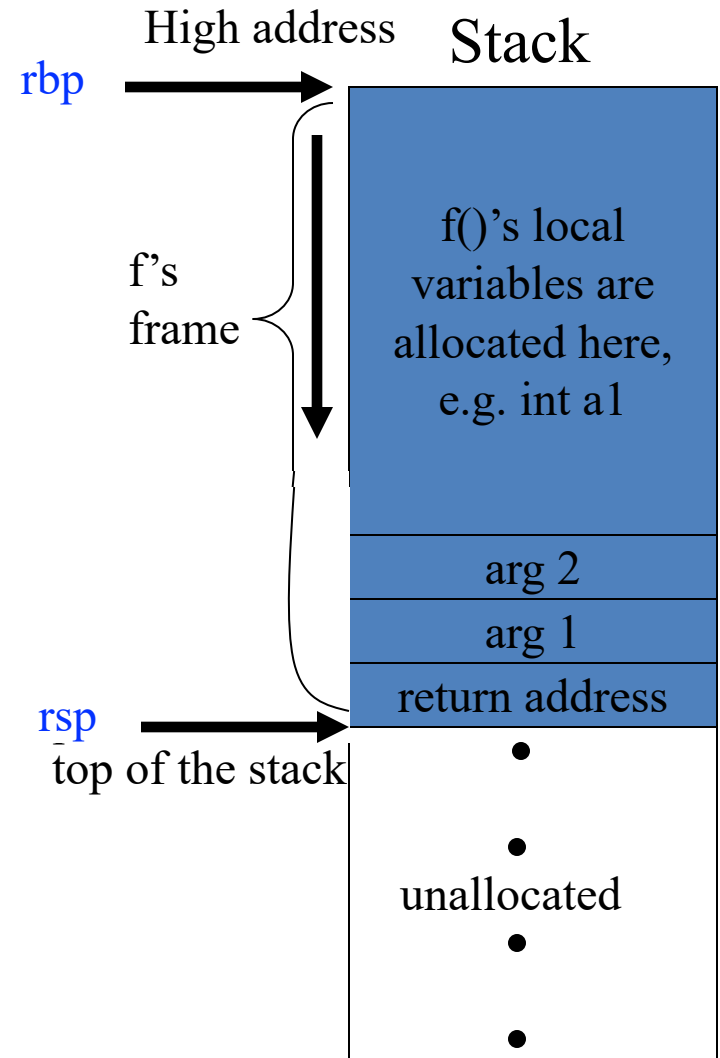 High address
Stack
rbp
f()’s local
variables are
allocated here,
e.g. int a1
f’s
frame
arg 2
arg 1
return address
rsp
top of the stack
unallocated